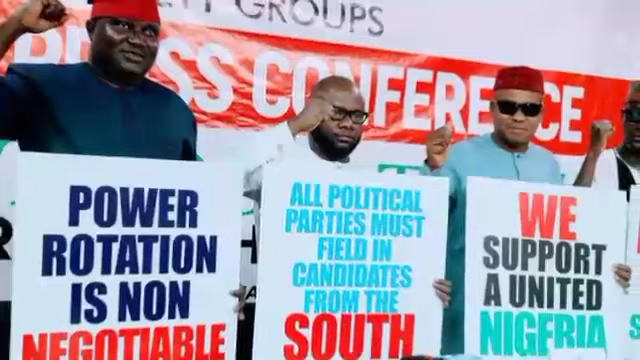 GROUPS
PRESS CONFERENCE
POWER
ROTATION
IS NON
NEGOTIABLE
ALL POLITICAL
PARTIES MUST
FIELD IN
CANDIDATES
FROM THE
SOUTH
WE
SUPPORT
A UNITED
NIGERIA